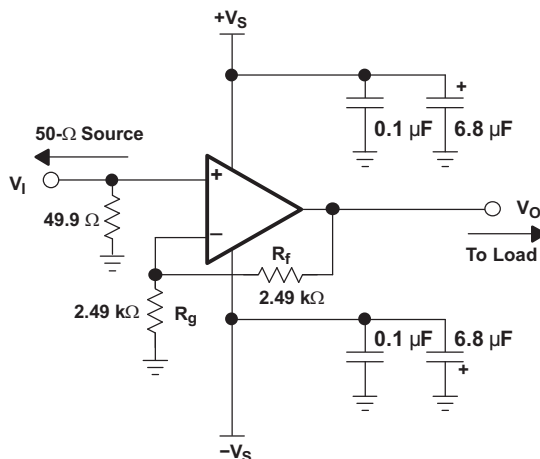 +VS
+
0.1 µF
6.8 µF
50-Ω Source
VI
49.9 Ω
+
−
VO
To Load
Rf
2.49 kΩ
2.49 kΩ
Rg
0.1 µF
6.8 µF
+
−VS